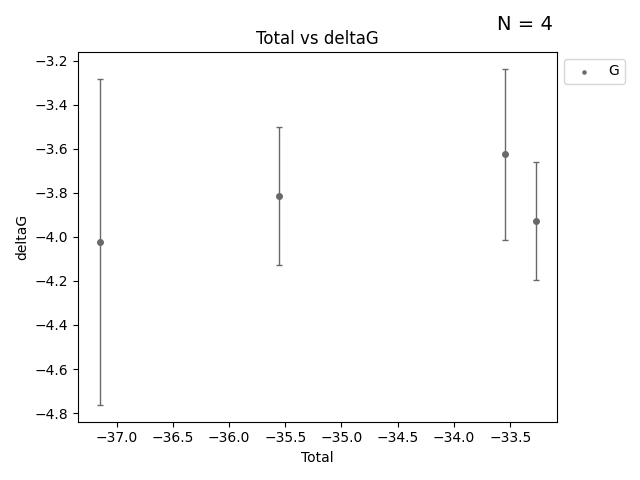 N = 4
Total vs deltaG
G
deltaG
−3.2
−3.4
−3.6
−3.8
−4.0
−4.2
−4.4
−4.6
−4.8
−37.0 −36.5 −36.0 −35.5 −35.0 −34.5 −34.0 −33.5
Total